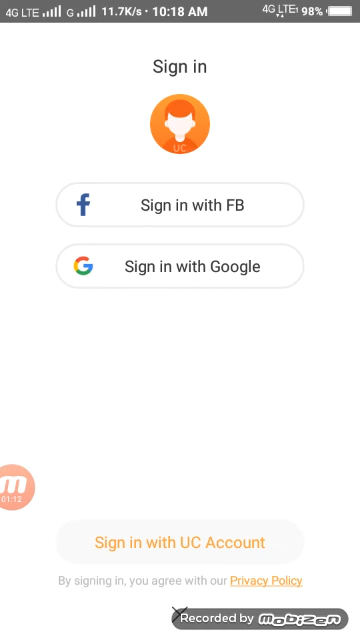 4G LTE G 11.7K/s · 10:18 AM 4G LTE 98%
Sign in
UC
Sign in with FB
Sign in with Google
01:12
Sign in with UC Account
By signing in, you agree with our Privacy Policy
Recorded by mobizen